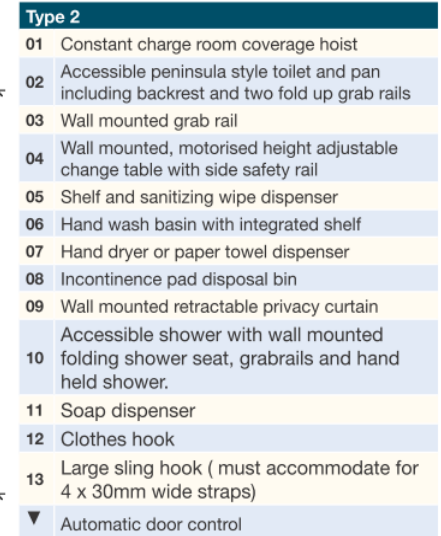 Type 2
01 Constant charge room coverage hoist
02 Accessible peninsula style toilet and pan
including backrest and two fold up grab rails
03 Wall mounted grab rail
04 Wall mounted, motorised height adjustable
change table with side safety rail
05 Shelf and sanitizing wipe dispenser
06 Hand wash basin with integrated shelf
07 Hand dryer or paper towel dispenser
08 Incontinence pad disposal bin
09 Wall mounted retractable privacy curtain
10 Accessible shower with wall mounted
folding shower seat, grabrails and hand
held shower.
11 Soap dispenser
12 Clothes hook
13 Large sling hook ( must accommodate for
4 x 30mm wide straps)
▼ Automatic door control